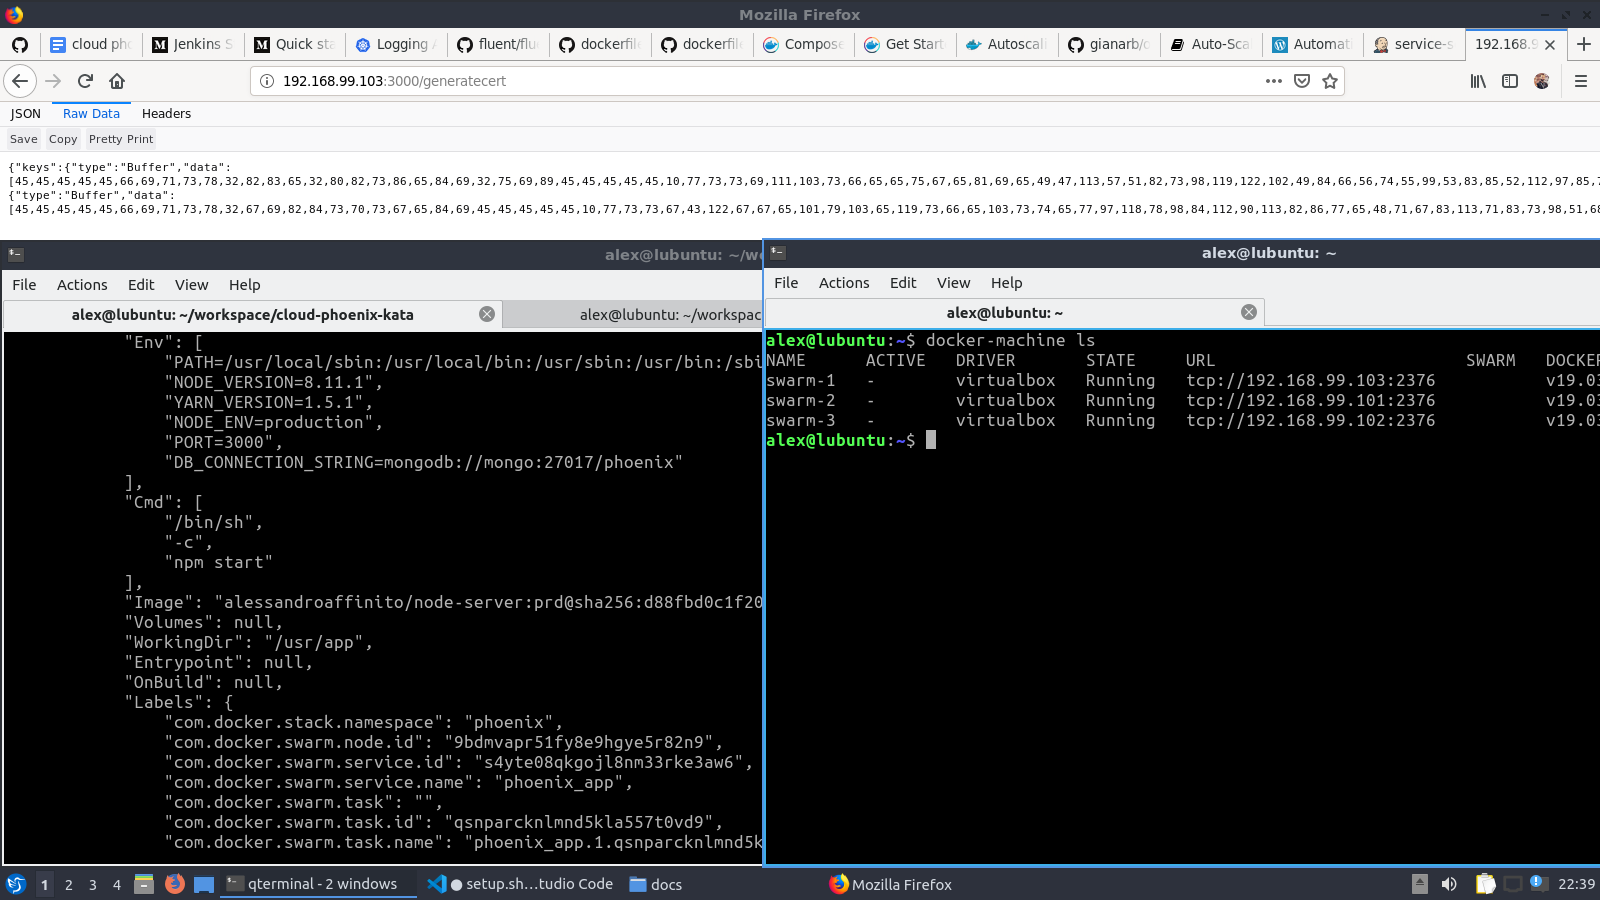 Mozilla Firefox
cloud pho
Jenkins S
Quick sta
Logging
fluent/flu
dockerfile
dockerfile
Compose
Get Start
Autoscali
gianarb/o
Auto-Sca
Automati
service-s
192.168.9
192.168.99.103:3000/generatecert
JSON Raw Data Headers
Save Copy Pretty Print
{"keys":{"type":"Buffer","data":
[45,45,45,45,45,66,69,71,73,78,32,82,83,65,32,80,82,73,86,65,84,69,32,75,69,89,45,45,45,45,45,10,77,73,73,69,111,103,73,66,65,65,75,67,65,81,69,65,49,47,113,57,51,82,73,98,119,122,102,49,84,66,56,74,55,99,53,83,85,52,112,97,85,7
{"type":"Buffer","data":
[45,45,45,45,45,66,69,71,73,78,32,67,69,82,84,73,70,73,67,65,84,69,45,45,45,45,45,10,77,73,73,67,43,122,67,67,65,101,79,103,65,119,73,66,65,103,73,74,65,77,97,118,78,98,84,112,90,113,82,86,77,65,48,71,67,83,113,71,83,73,98,51,68
alex@lubuntu: ~/wo
File Actions Edit View Help
alex@lubuntu: ~/workspace/cloud-phoenix-kata
alex@lubuntu: ~/workspac
"Env": [
"PATH=/usr/local/sbin:/usr/local/bin:/usr/sbin:/usr/bin:/sbi
"NODE_VERSION=8.11.1",
"YARN_VERSION=1.5.1",
"NODE_ENV=production",
"PORT=3000",
"DB_CONNECTION_STRING=mongodb://mongo:27017/phoenix"
],
"Cmd": [
"/bin/sh",
"-c",
"npm start"
],
"Image": "alessandroaffinito/node-server:prd@sha256:d88fbd0c1f20
"Volumes": null,
"WorkingDir": "/usr/app",
"Entrypoint": null,
"OnBuild": null,
"Labels": {
"com.docker.stack.namespace": "phoenix",
"com.docker.swarm.node.id": "9bdmvapr51fy8e9hgye5r82n9",
"com.docker.swarm.service.id": "s4yte08qkgojl8nm33rke3aw6",
"com.docker.swarm.service.name": "phoenix_app",
"com.docker.swarm.task": "",
"com.docker.swarm.task.id": "qsnparcknlmnd5kla557t0vd9",
"com.docker.swarm.task.name": "phoenix_app.1.qsnparcknlmnd5k
alex@lubuntu: ~
File Actions Edit View Help
alex@lubuntu: ~
alex@lubuntu:~$ docker-machine ls
NAME ACTIVE DRIVER STATE URL SWARM DOCKER
swarm-1 - virtualbox Running tcp://192.168.99.103:2376 v19.03
swarm-2 - virtualbox Running tcp://192.168.99.101:2376 v19.03
swarm-3 - virtualbox Running tcp://192.168.99.102:2376 v19.03
alex@lubuntu:~$
1 2 3 4 qterminal - 2 windows ● setup.sh...tudio Code docs Mozilla Firefox 22:39